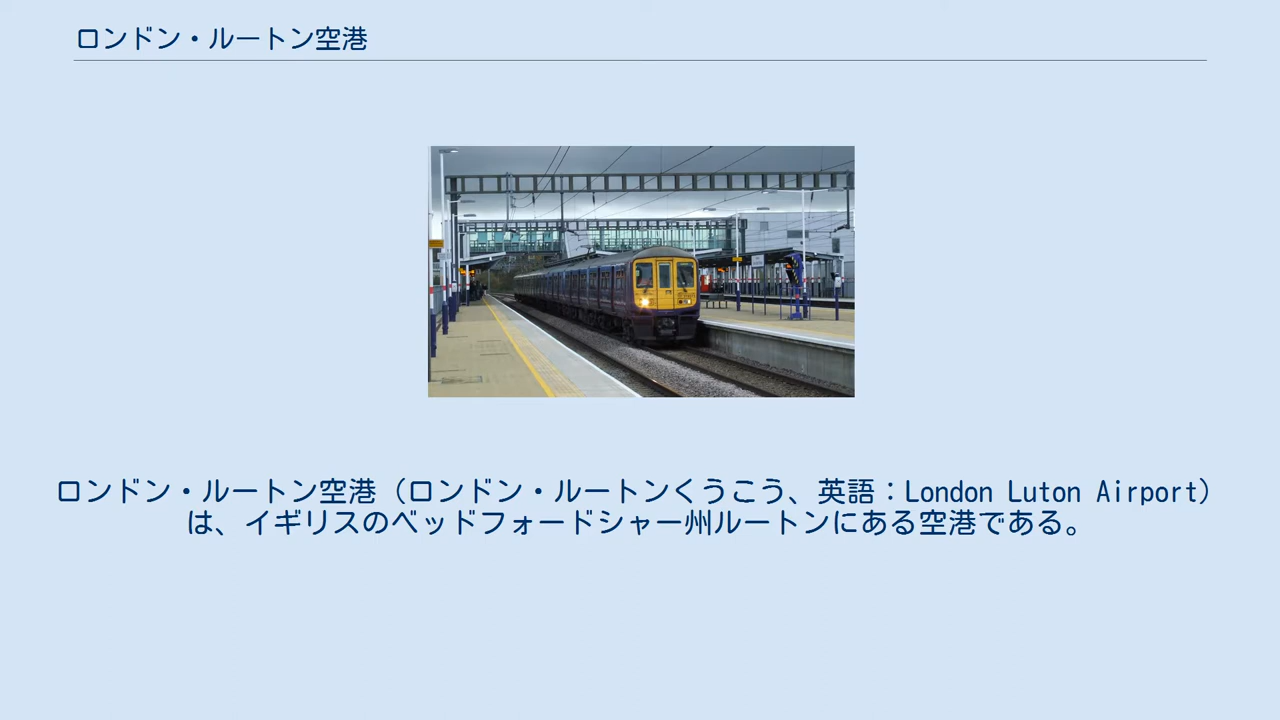 ロンドン・ルートン空港
ロンドン・ルートン空港（ロンドン・ルートンくうこう、英語：London Luton Airport）
は、イギリスのベッドフォードシャー州ルートンにある空港である。